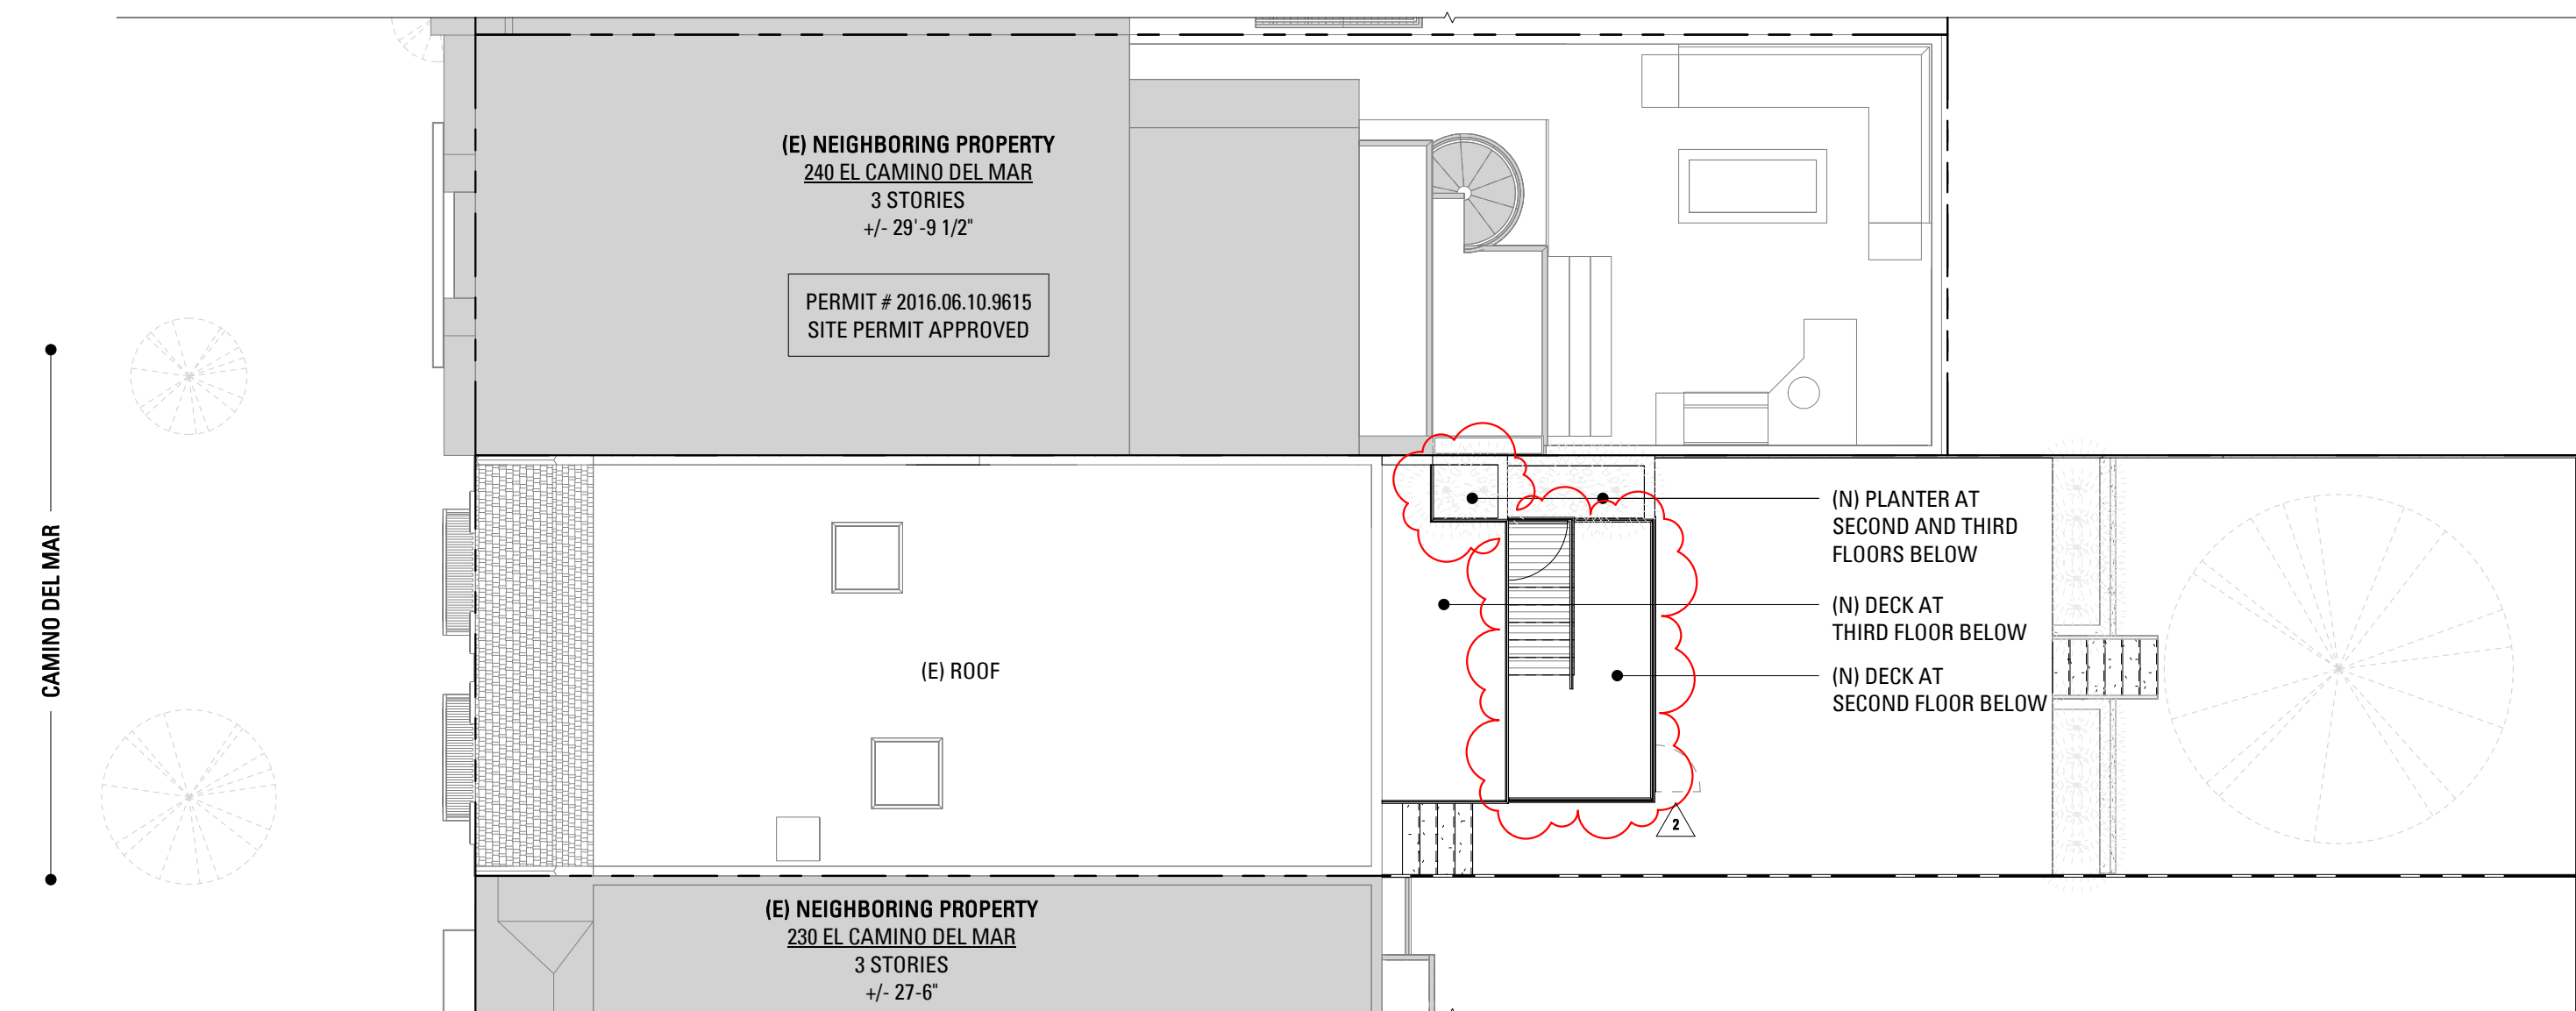 (E) NEIGHBORING PROPERTY
240 EL CAMINO DEL MAR
3 STORIES
+/- 29'-9 1/2"
PERMIT # 2016.06.10.9615
SITE PERMIT APPROVED
CAMINO DEL MAR
(E) ROOF
(N) PLANTER AT
SECOND AND THIRD
FLOORS BELOW
(N) DECK AT
THIRD FLOOR BELOW
(N) DECK AT
SECOND FLOOR BELOW
2
(E) NEIGHBORING PROPERTY
230 EL CAMINO DEL MAR
3 STORIES
+/- 27-6"